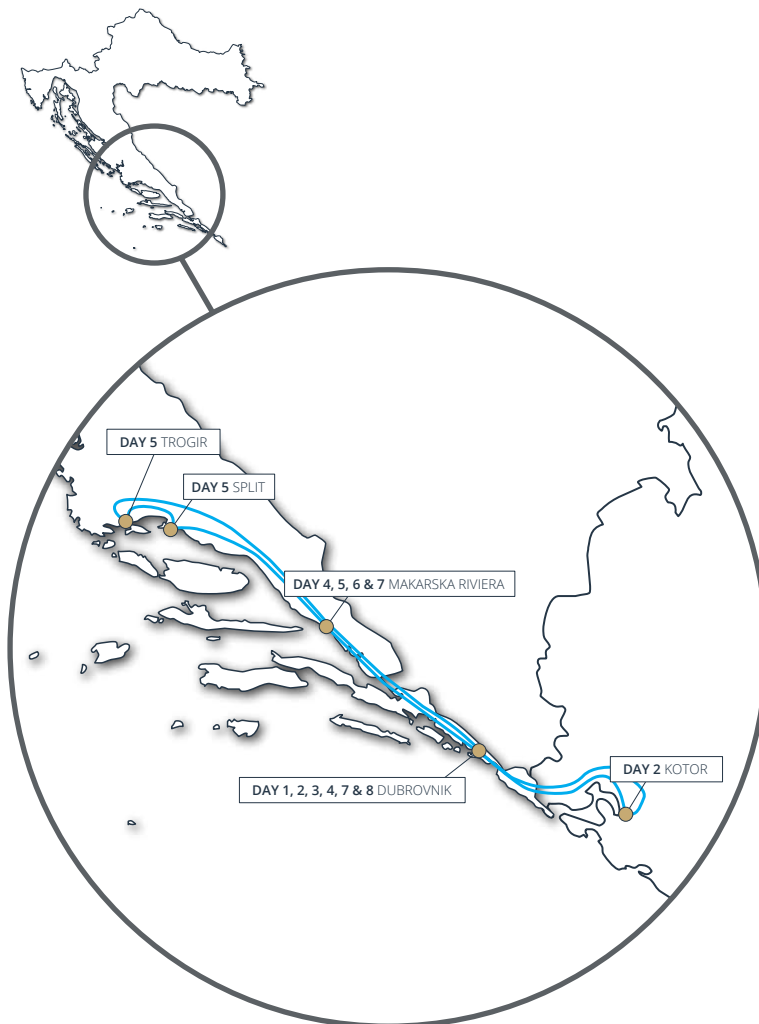 DAY 5 TROGIR
DAY 5 SPLIT
DAY 4, 5, 6 & 7 MAKARSKA RIVIERA
DAY 2 KOTOR
DAY 1, 2, 3, 4, 7 & 8 DUBROVNIK